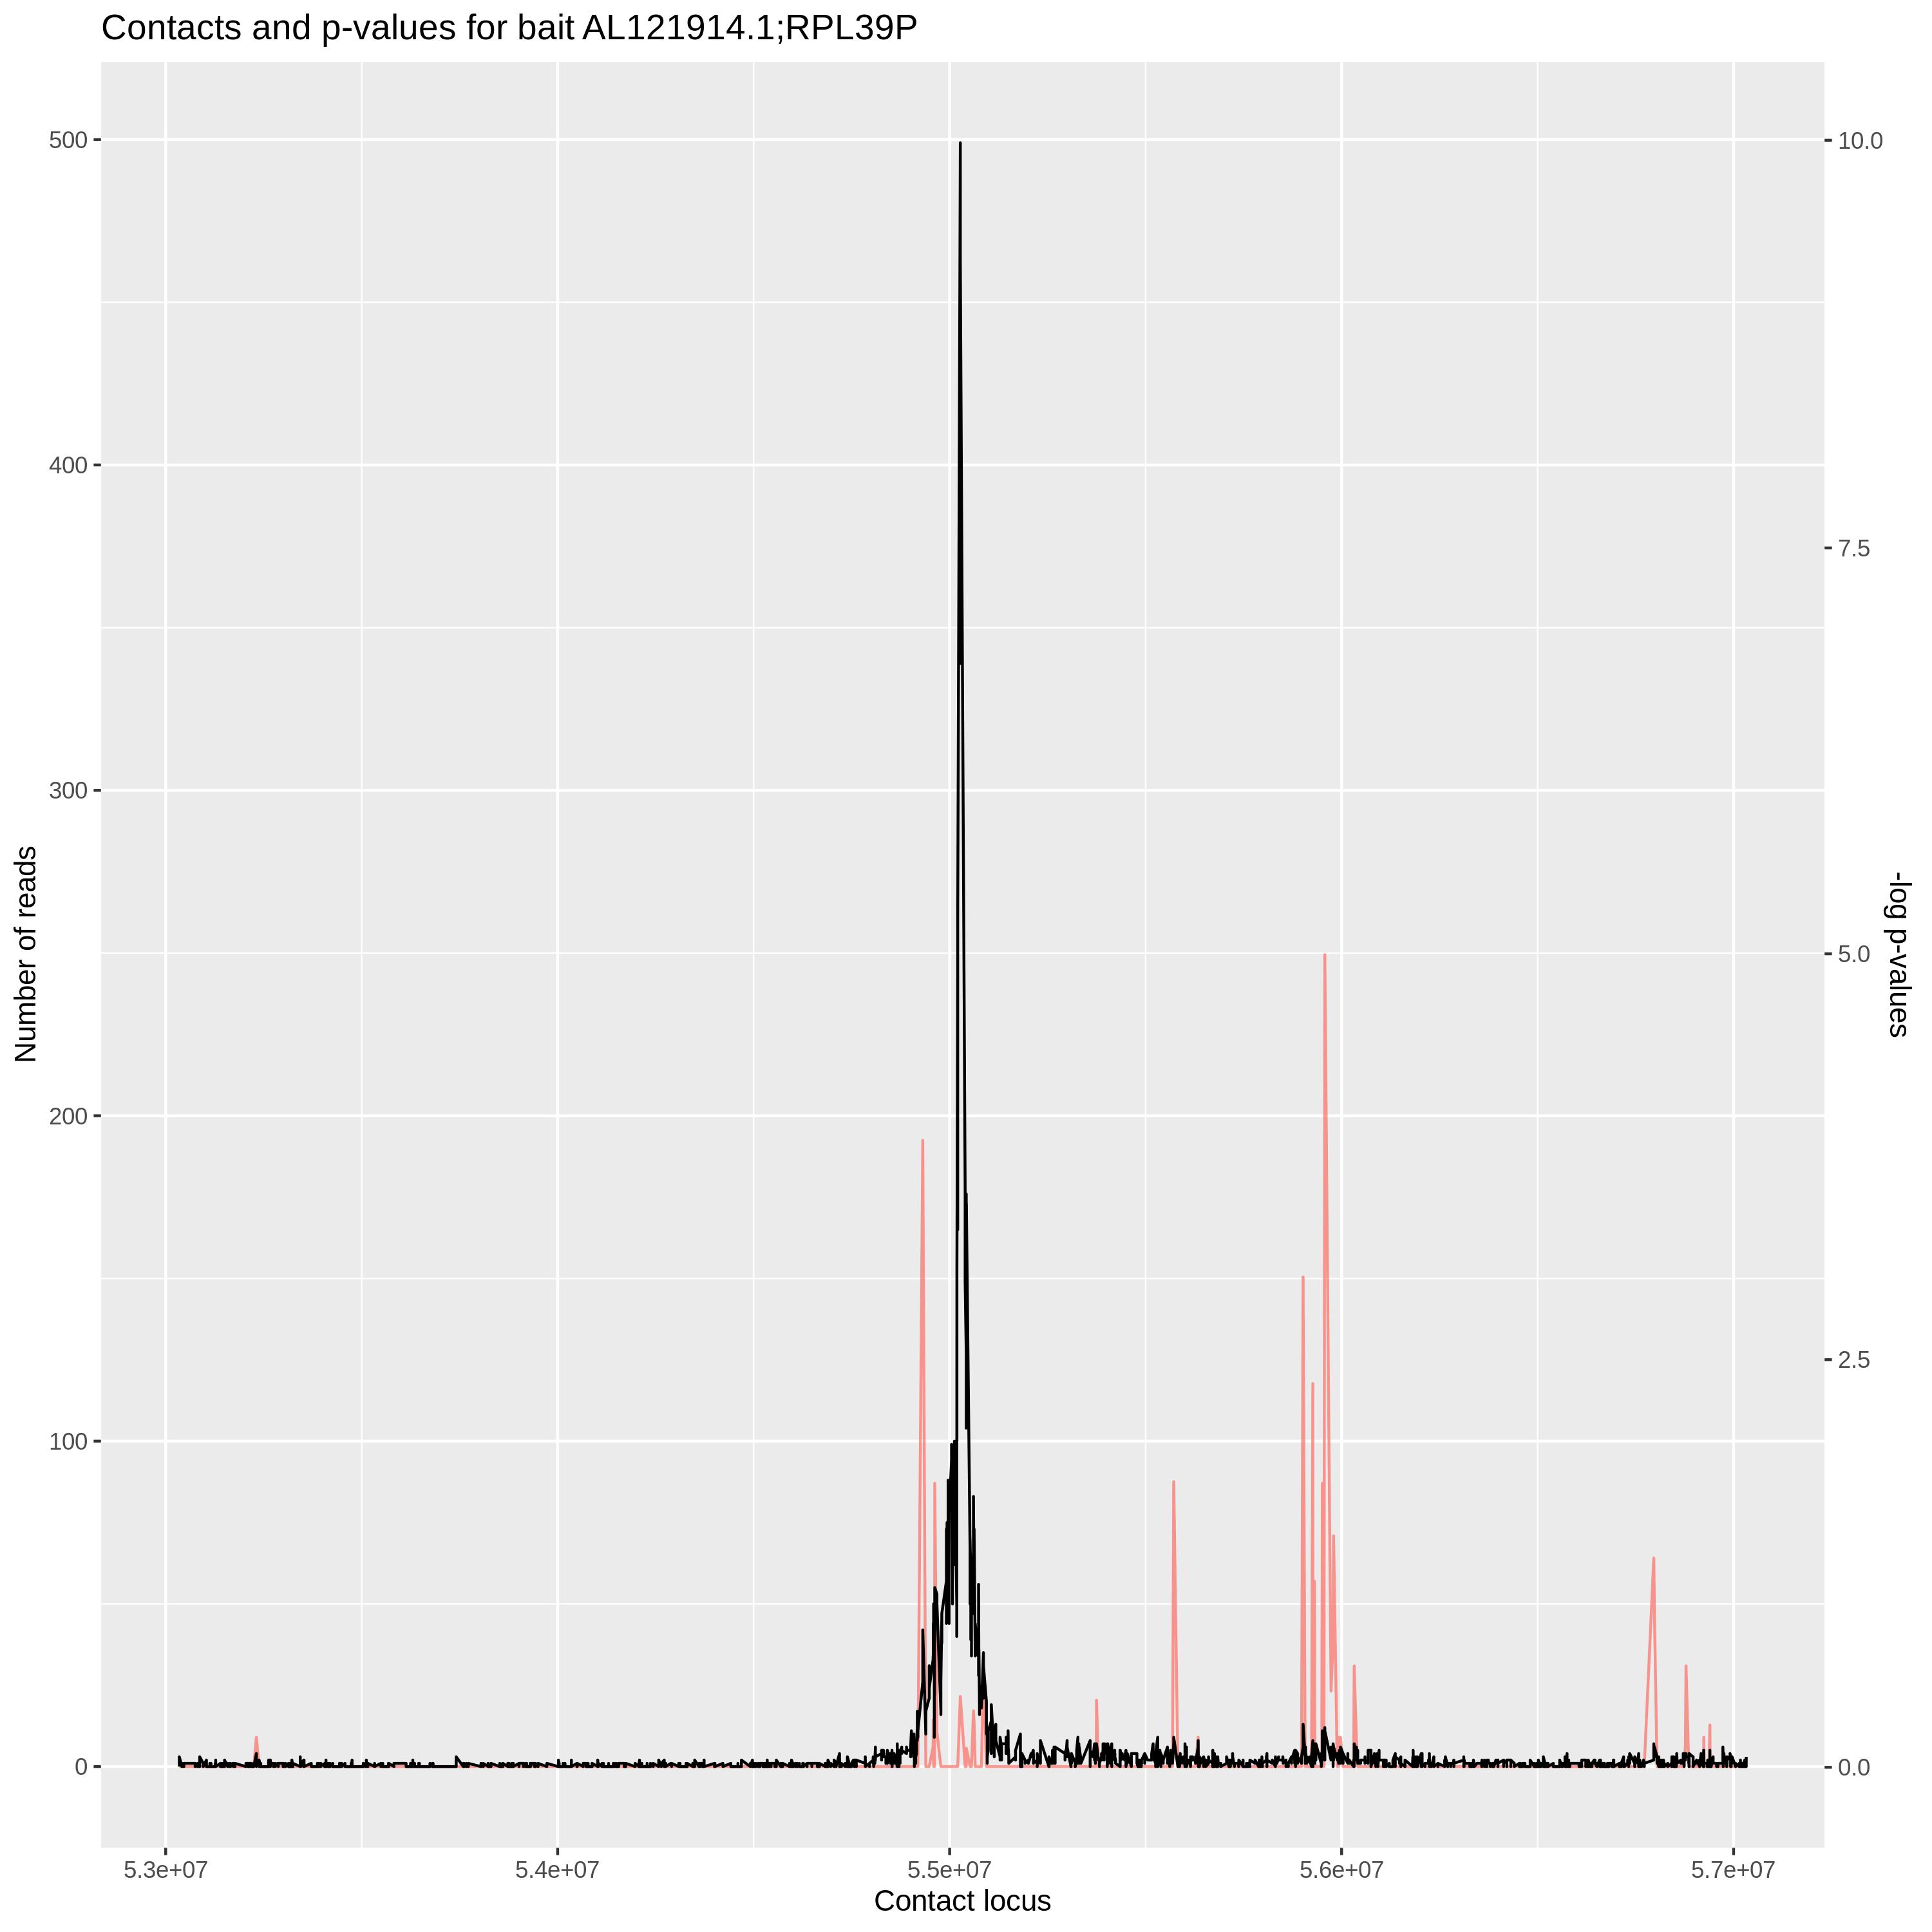 Contacts and p-values for bait AL121914.1;RPL39P
500
400
300
200
100
0
Number of reads
10.0
7.5
5.0
2.5
0.0
-log p-values
5.3e+07
5.4e+07
5.5e+07
5.6e+07
5.7e+07
Contact locus